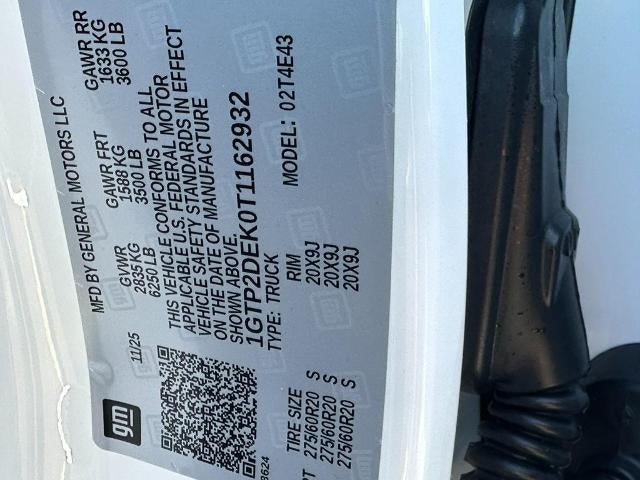 gm
MFD BY GENERAL MOTORS LLC
11/25
GVWR GAWR FRT GAWR RR
2835 KG 1588 KG 1633 KG
6250 LB 3500 LB 3600 LB
THIS VEHICLE CONFORMS TO ALL
APPLICABLE U.S. FEDERAL MOTOR
VEHICLE SAFETY STANDARDS IN EFFECT
ON THE DATE OF MANUFACTURE
SHOWN ABOVE.
1GTP2DEK0T1162932
TYPE: TRUCK MODEL: 02T4E43
TIRE SIZE RIM
275/60R20 S 20X9J
275/60R20 S 20X9J
275/60R20 S 20X9J